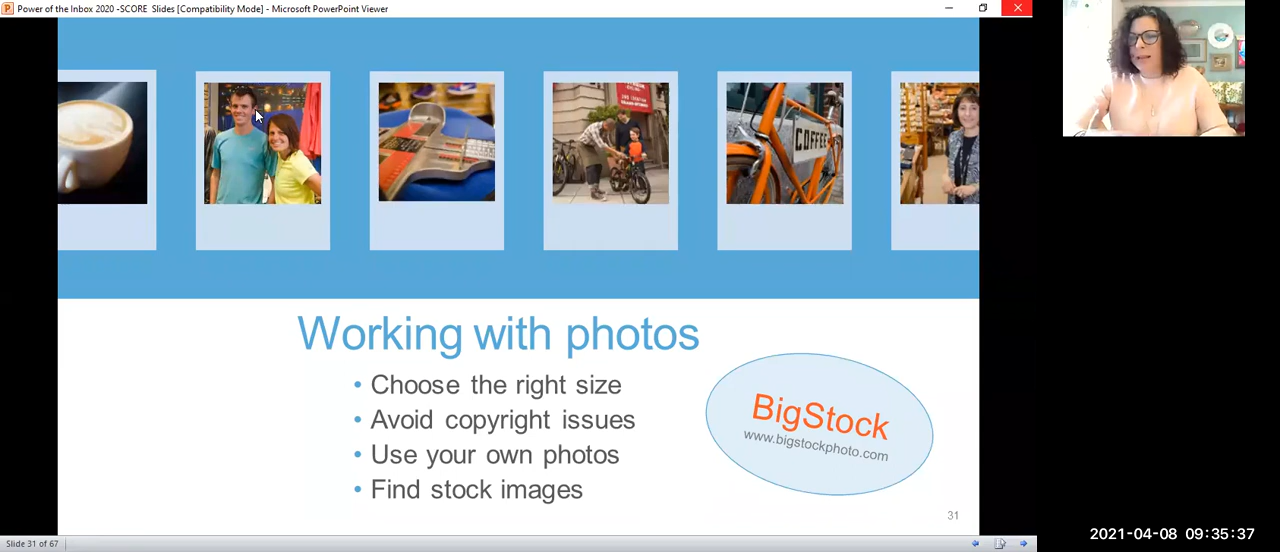 Power of the Inbox 2020 -SCORE Slides [Compatibility Mode] - Microsoft PowerPoint Viewer
COFFEE
Working with photos
• Choose the right size
• Avoid copyright issues
• Use your own photos
• Find stock images
BigStock
www.bigstockphoto.com
31
Slide 31 of 67
2021-04-08 09:35:37